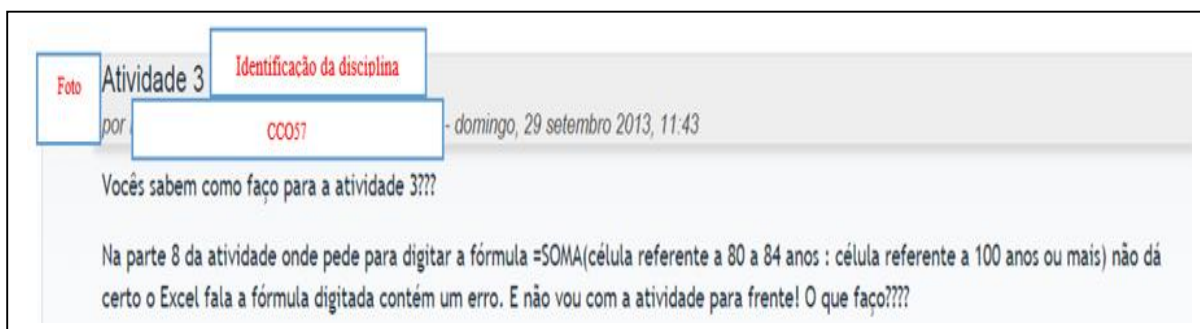 Foto
Atividade 3
Identificação da disciplina
por
CCO57
- domingo, 29 setembro 2013, 11:43
Vocês sabem como faço para a atividade 3???
Na parte 8 da atividade onde pede para digitar a fórmula =SOMA(célula referente a 80 a 84 anos : célula referente a 100 anos ou mais) não dá
certo o Excel fala a fórmula digitada contém um erro. E não vou com a atividade para frente! O que faço????